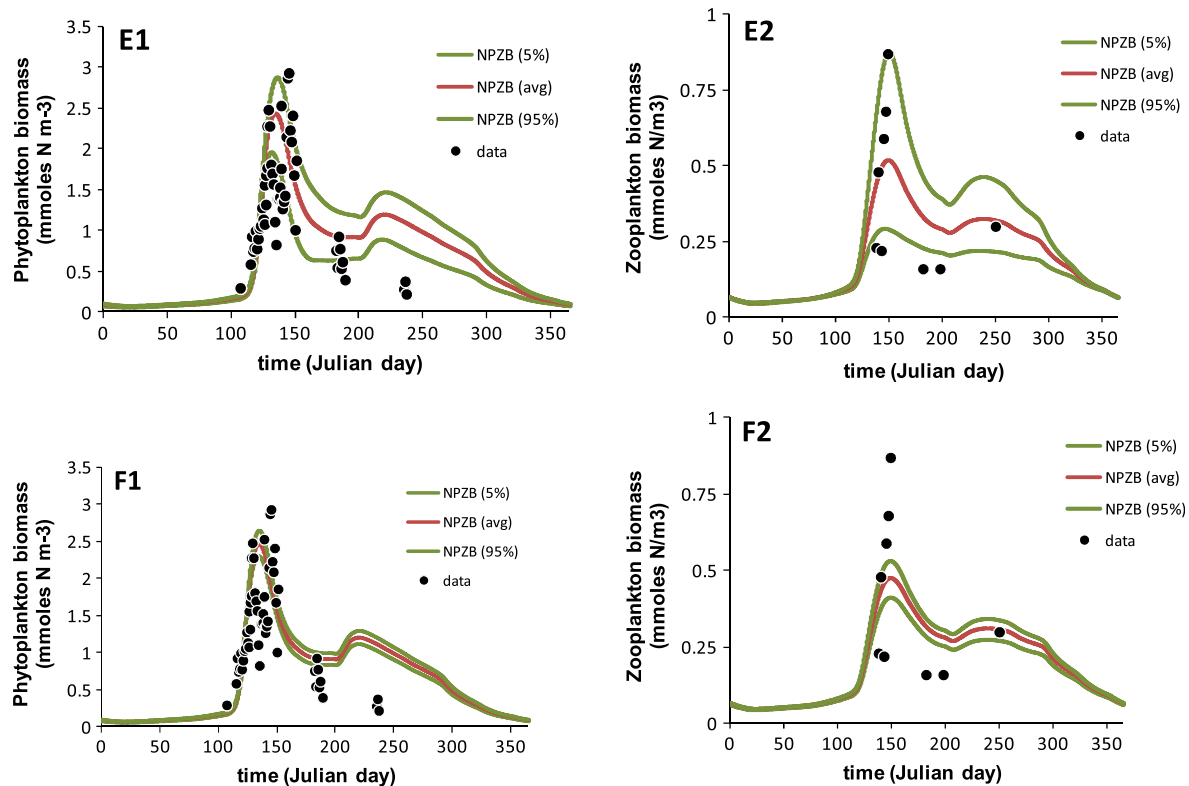 E1
Phytoplankton biomass
(mmoles N m-3)
3.5
3
2.5
2
1.5
1
0.5
0
NPZB (5%)
NPZB (avg)
NPZB (95%)
data
0 50 100 150 200 250 300 350
time (Julian day)
E2
Zooplankton biomass
(mmoles N/m3)
1
0.75
0.5
0.25
0
NPZB (5%)
NPZB (avg)
NPZB (95%)
data
0 50 100 150 200 250 300 350
time (Julian day)
F1
Phytoplankton biomass
(mmoles N m-3)
3.5
3
2.5
2
1.5
1
0.5
0
NPZB (5%)
NPZB (avg)
NPZB (95%)
data
0 50 100 150 200 250 300 350
time (Julian day)
F2
Zooplankton biomass
(mmoles N/m3)
1
0.75
0.5
0.25
0
NPZB (5%)
NPZB (avg)
NPZB (95%)
data
0 50 100 150 200 250 300 350
time (Julian day)